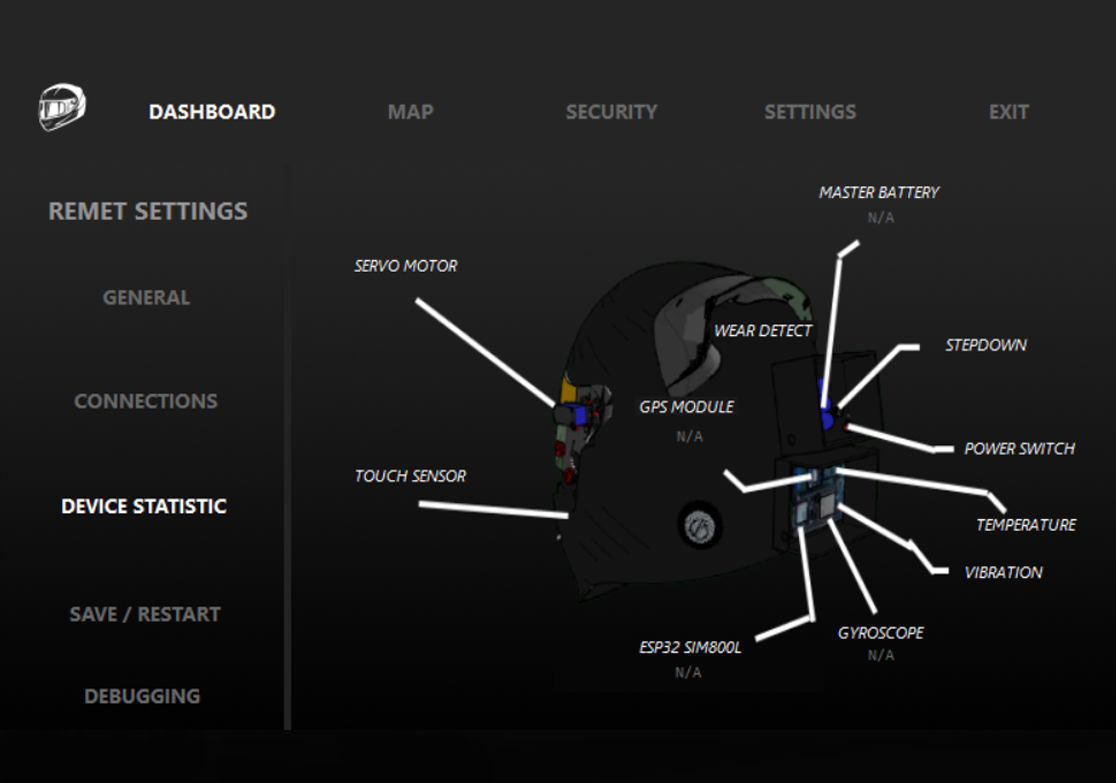 DASHBOARD MAP SECURITY SETTINGS EXIT
REMET SETTINGS
GENERAL
CONNECTIONS
DEVICE STATISTIC
SAVE / RESTART
DEBUGGING
MASTER BATTERY
N/A
SERVO MOTOR
WEAR DETECT
STEPDOWN
GPS MODULE
N/A
POWER SWITCH
TOUCH SENSOR
TEMPERATURE
VIBRATION
GYROSCOPE
N/A
ESP32 SIM800L
N/A